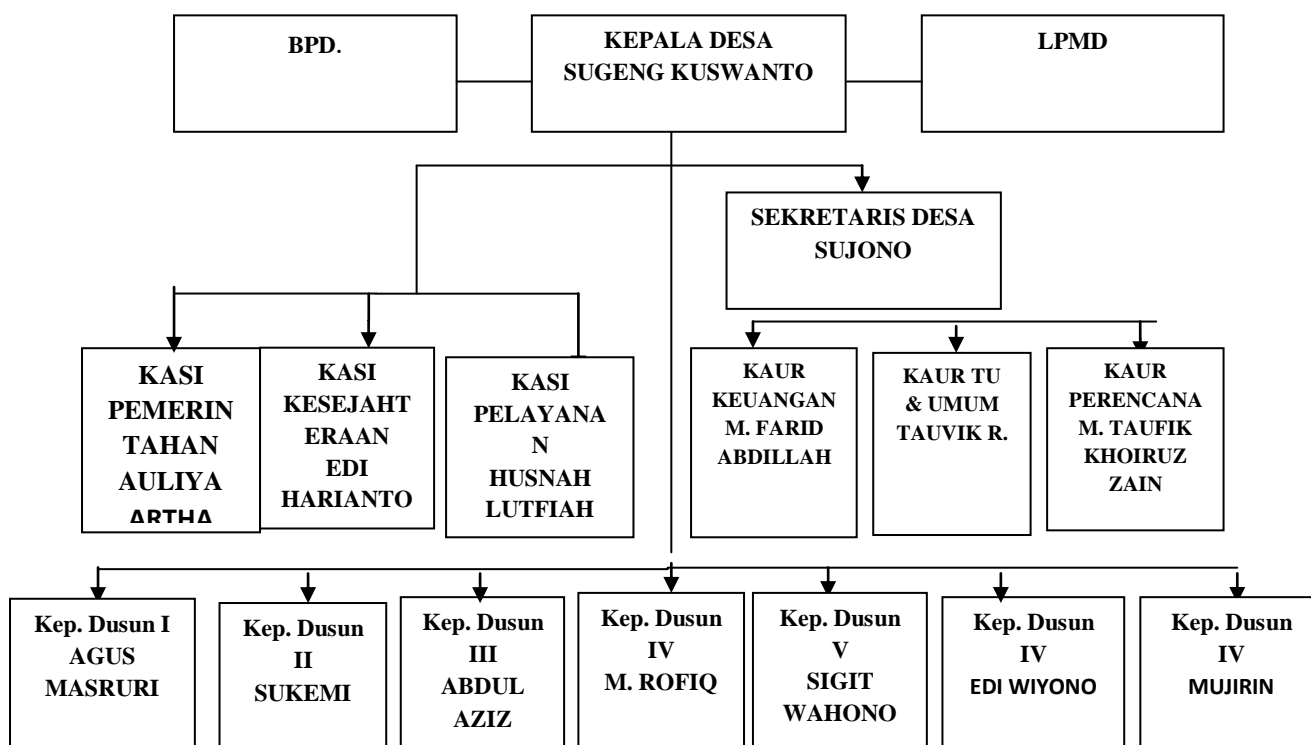 BPD.
KEPALA DESA
SUGENG KUSWANTO
LPMD
SEKRETARIS DESA
SUJONO
KASI
PEMERIN
TAHAN
AULIYA
ARTHA
KASI
KESEJAHT
ERAAN
EDI
HARIANTO
KASI
PELAYANA
N
HUSNAH
LUTFIAH
KAUR
KEUANGAN
M. FARID
ABDILLAH
KAUR TU
& UMUM
TAUVIK R.
KAUR
PERENCANA
M. TAUFIK
KHOIRUZ
ZAIN
Kep. Dusun I
AGUS
MASRURI
Kep. Dusun
II
SUKEMI
Kep. Dusun
III
ABDUL
AZIZ
Kep. Dusun
IV
M. ROFIQ
Kep. Dusun
V
SIGIT
WAHONO
Kep. Dusun
IV
EDI WIYONO
Kep. Dusun
IV
MUJIRIN